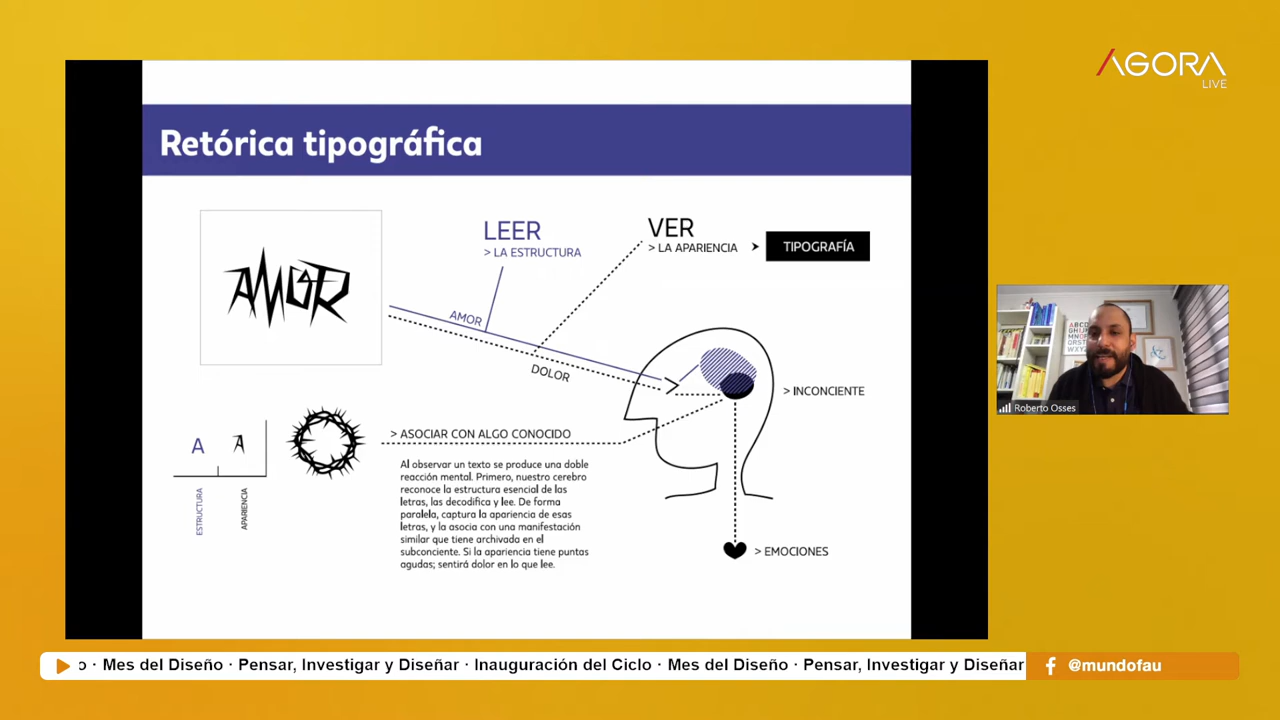 AGORA
LIVE
Retórica tipográfica
AMOR
LEER
> LA ESTRUCTURA
VER
> LA APARIENCIA
TIPOGRAFÍA
AMOR
DOLOR
> INCONCIENTE
> ASOCIAR CON ALGO CONOCIDO
A A
ESTRUCTURA
APARIENCIA
Al observar un texto se produce una doble
reacción mental. Primero, nuestro cerebro
reconoce la estructura esencial de las
letras, las decodifica y lee. De forma
paralela, captura la apariencia de esas
letras, y la asocia con una manifestación
similar que tiene archivada en el
subconciente. Si la apariencia tiene puntas
agudas; sentirá dolor en lo que lee.
> EMOCIONES
Roberto Osses
o · Mes del Diseño · Pensar, Investigar y Diseñar · Inauguración del Ciclo · Mes del Diseño · Pensar, Investigar y Diseñar
@mundofau